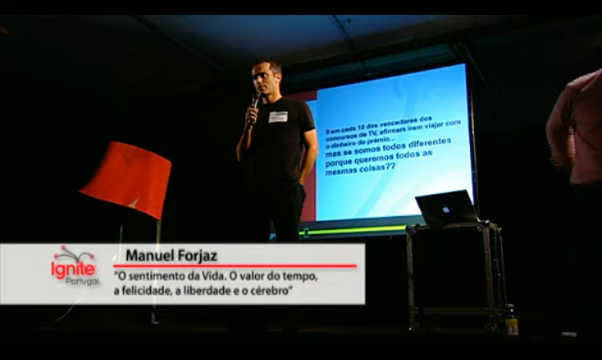 9 em cada 10 dos vencedores dos
concursos de TV, afirmam irem viajar com
o dinheiro do prémio...
mas se somos todos diferentes
porque queremos todos as
mesmas coisas??
Ignite
Portugal
Manuel Forjaz
"O sentimento da Vida. O valor do tempo,
a felicidade, a liberdade e o cérebro"